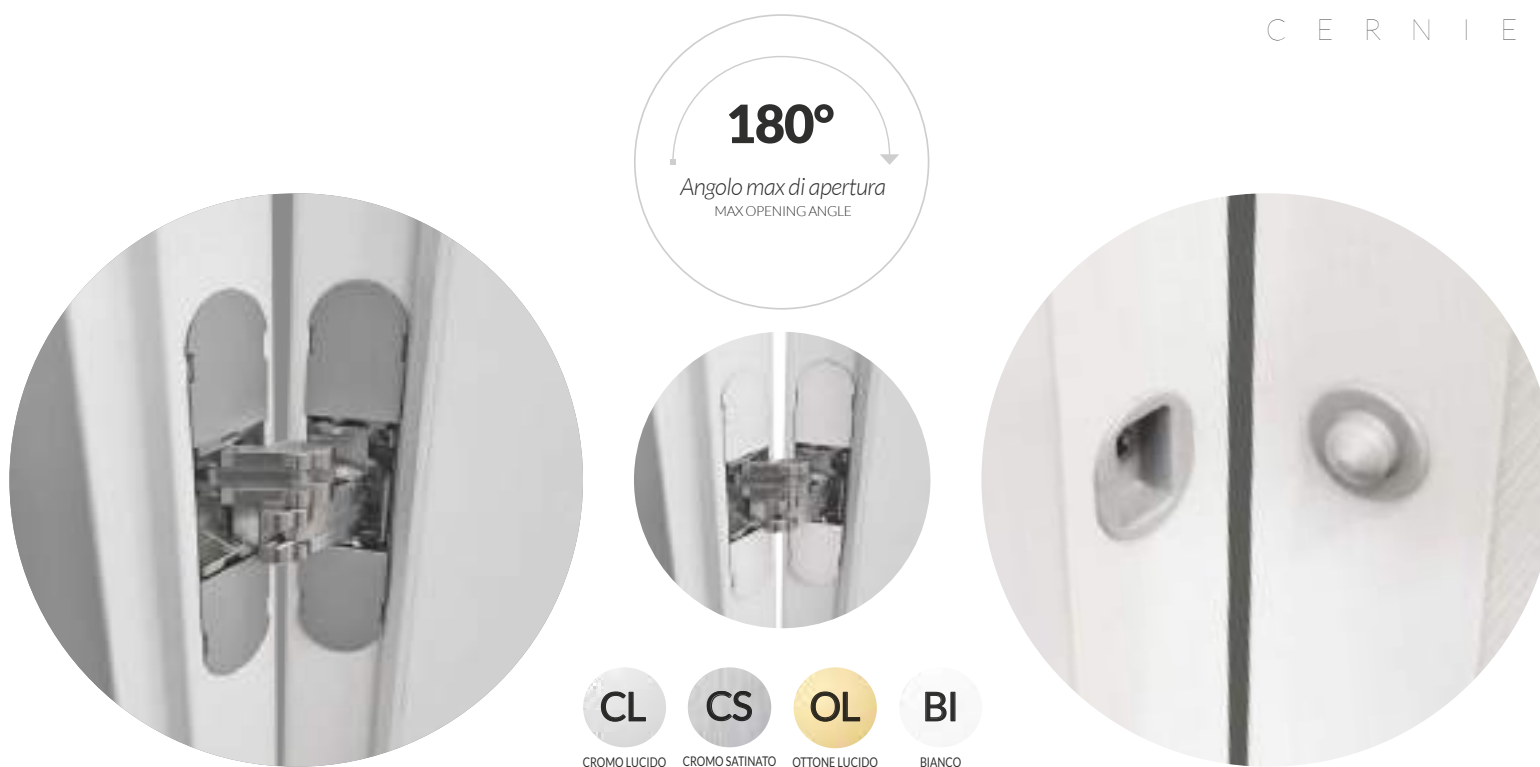 CERNIE
180°
Angolo max di apertura
MAX OPENING ANGLE
CL CS OL BI
CROMO LUCIDO CROMO SATINATO OTTONE LUCIDO BIANCO